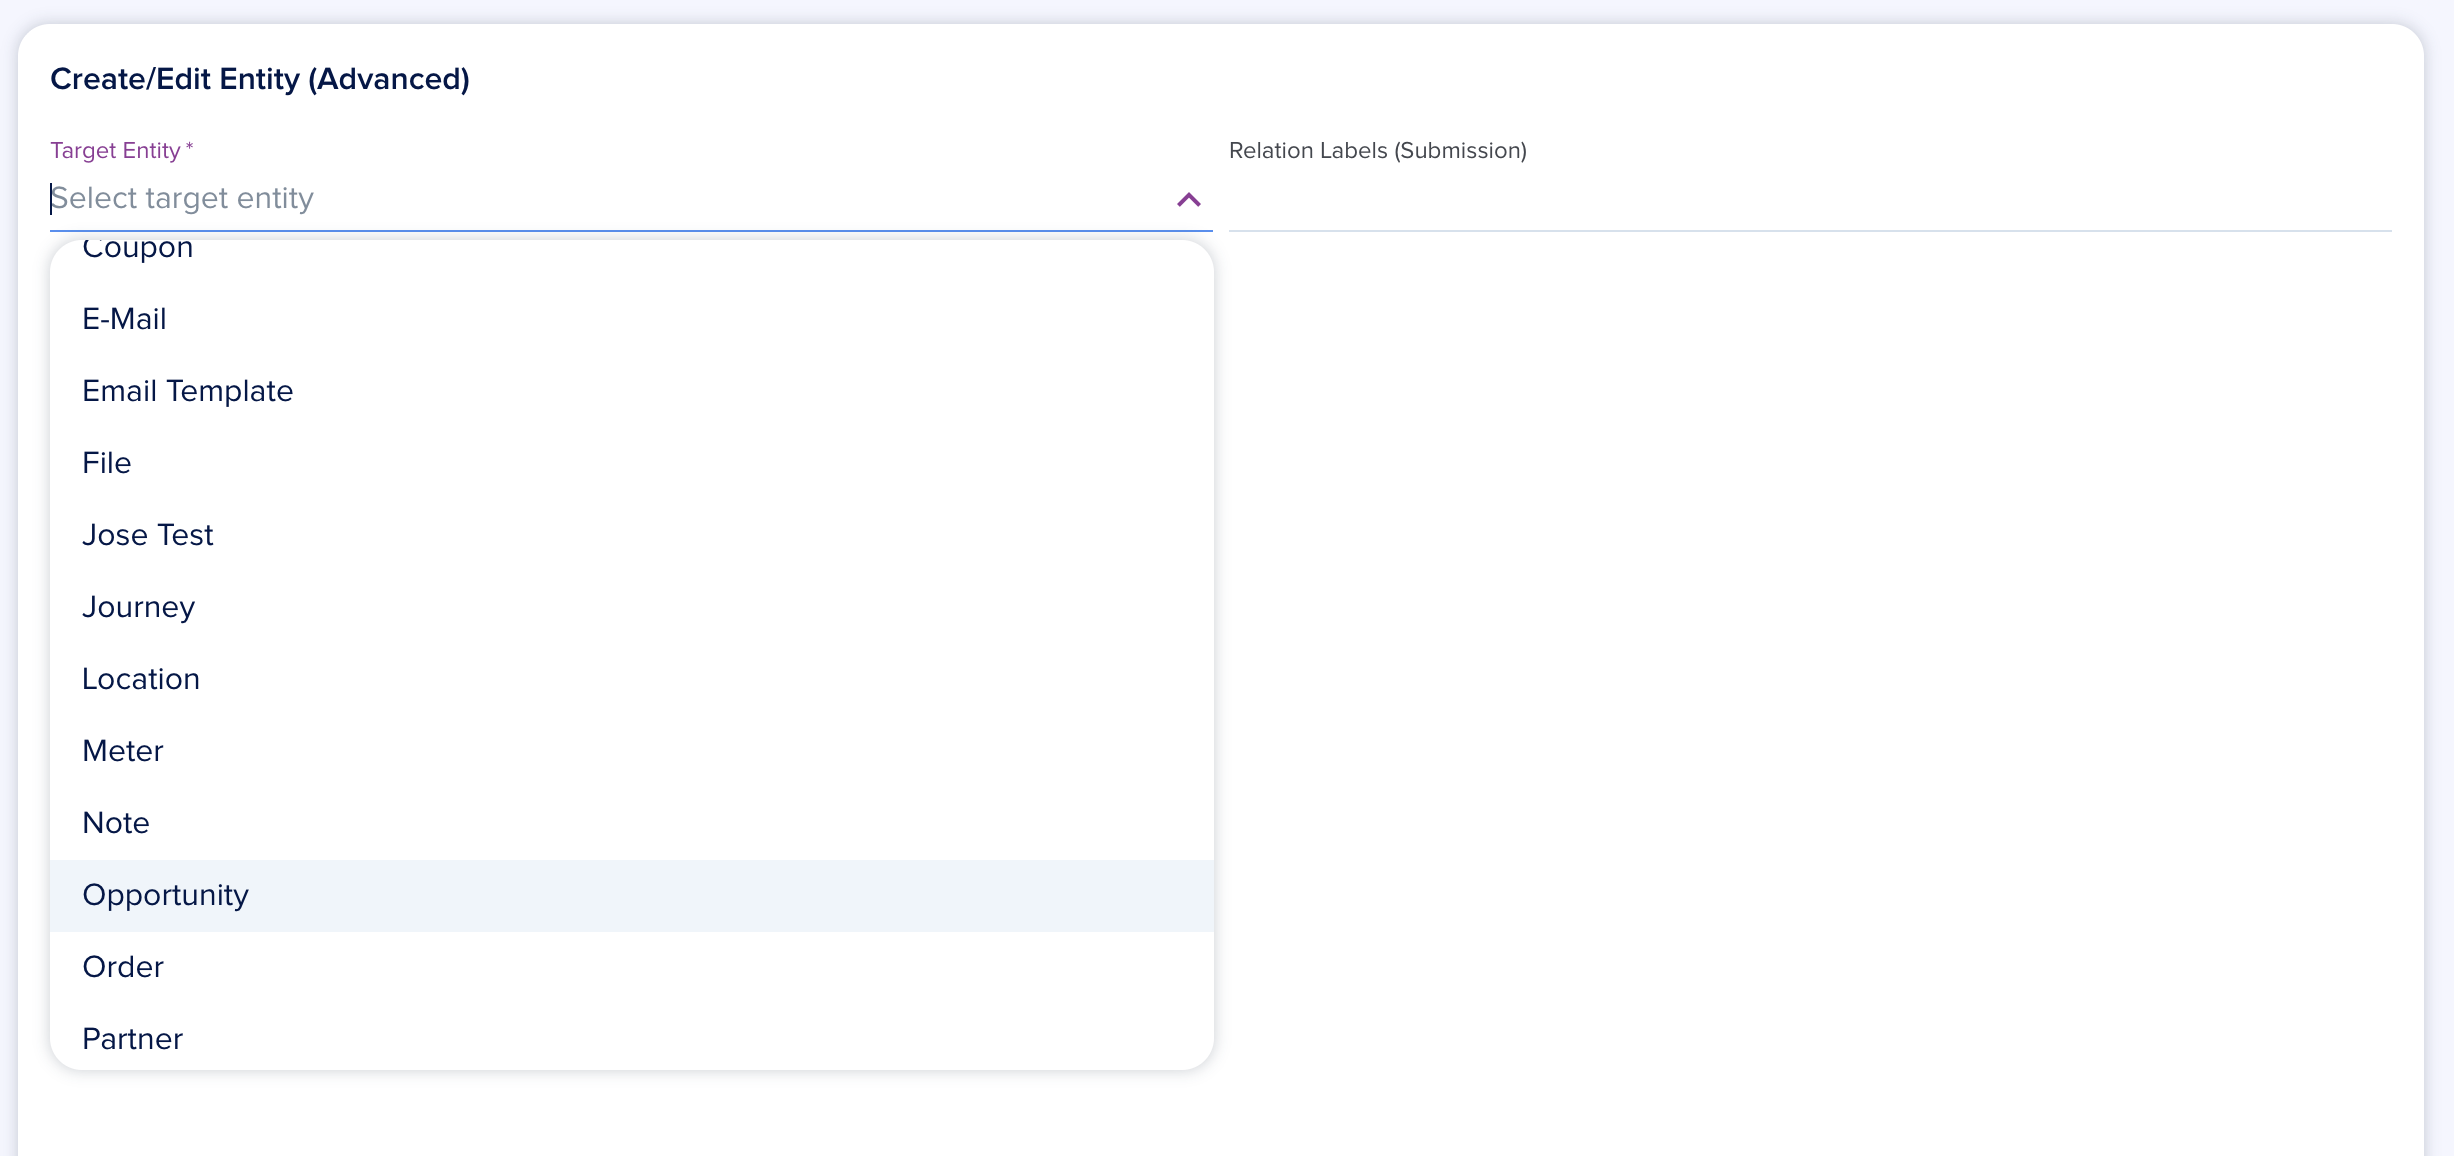 Create/Edit Entity (Advanced)
Target Entity *
Relation Labels (Submission)
Select target entity
Coupon
E-Mail
Email Template
File
Jose Test
Journey
Location
Meter
Note
Opportunity
Order
Partner